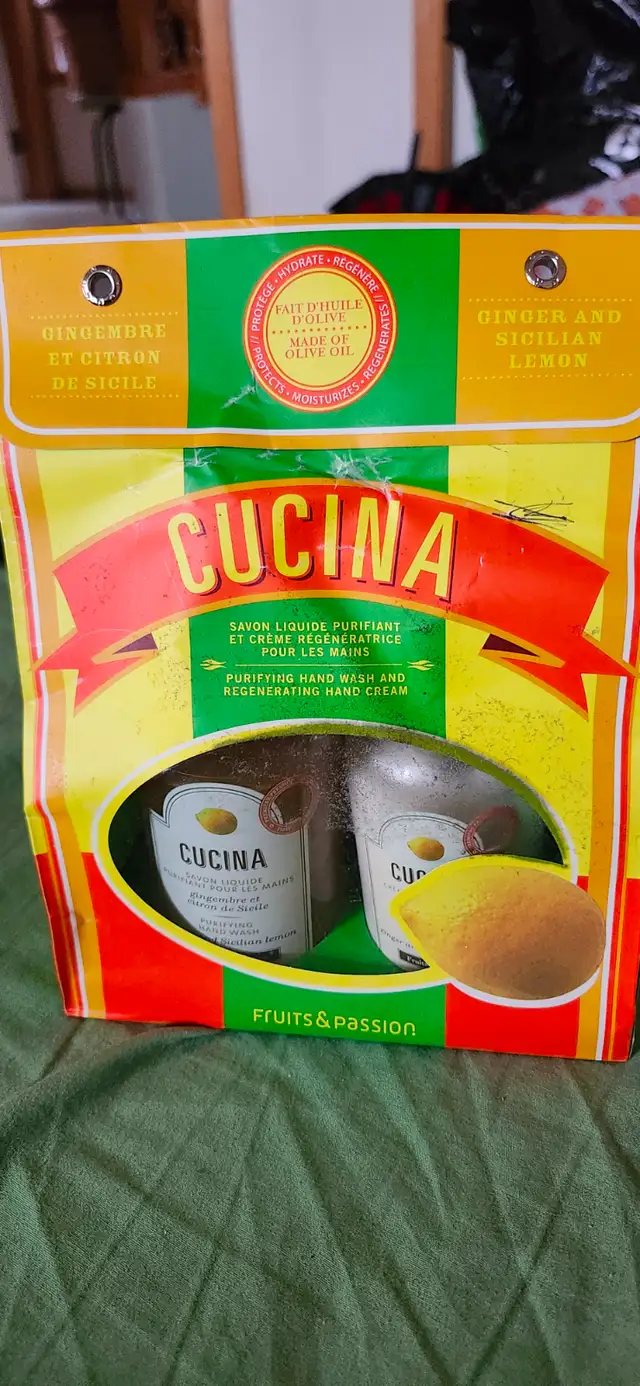 GINGEMBRE
ET CITRON
DE SICILE
PROTÈGE • HYDRATE • RÉGÉNÈRE //
FAIT D'HUILE
D'OLIVE
MADE OF
OLIVE OIL
PROTECTS • MOISTURIZES • REGENERATES //
GINGER AND
SICILIAN
LEMON
CUCINA
SAVON LIQUIDE PURIFIANT
ET CRÈME RÉGÉNÉRATRICE
POUR LES MAINS
PURIFYING HAND WASH AND
REGENERATING HAND CREAM
CUCINA
SAVON LIQUIDE
PURIFIANT POUR LES MAINS
gingembre et
citron de Sicile
PURIFYING
HAND WASH
Sicilian lemon
CUC
ginger
Fruits
FRUITS & PASSION